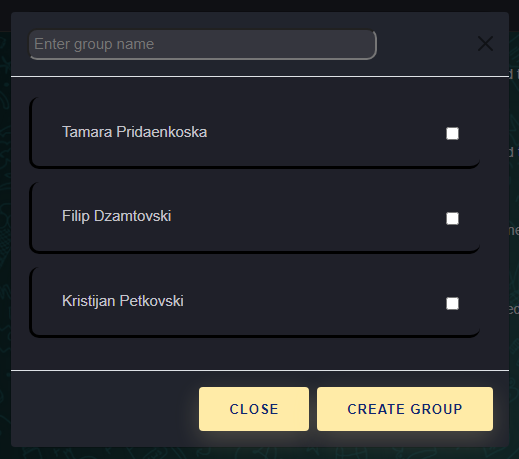 Enter group name
Tamara Pridaenkoska
Filip Dzamtovski
Kristijan Petkovski
CLOSE
CREATE GROUP